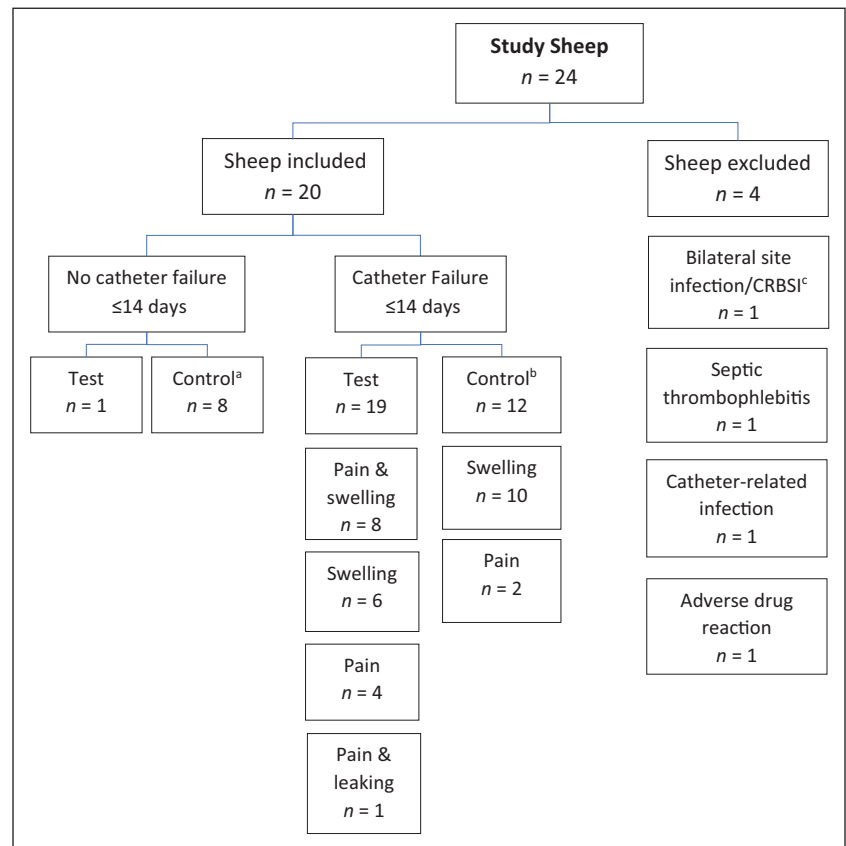 Study Sheep
n = 24
Sheep included
n = 20
Sheep excluded
n = 4
No catheter failure
≤14 days
Catheter Failure
≤14 days
Test
n = 1
Controlᵃ
n = 8
Test
n = 19
Controlᵇ
n = 12
Pain &
swelling
n = 8
Swelling
n = 6
Pain
n = 4
Pain &
leaking
n = 1
Swelling
n = 10
Pain
n = 2
Bilateral site
infection/CRBSIᶜ
n = 1
Septic
thrombophlebitis
n = 1
Catheter-related
infection
n = 1
Adverse drug
reaction
n = 1